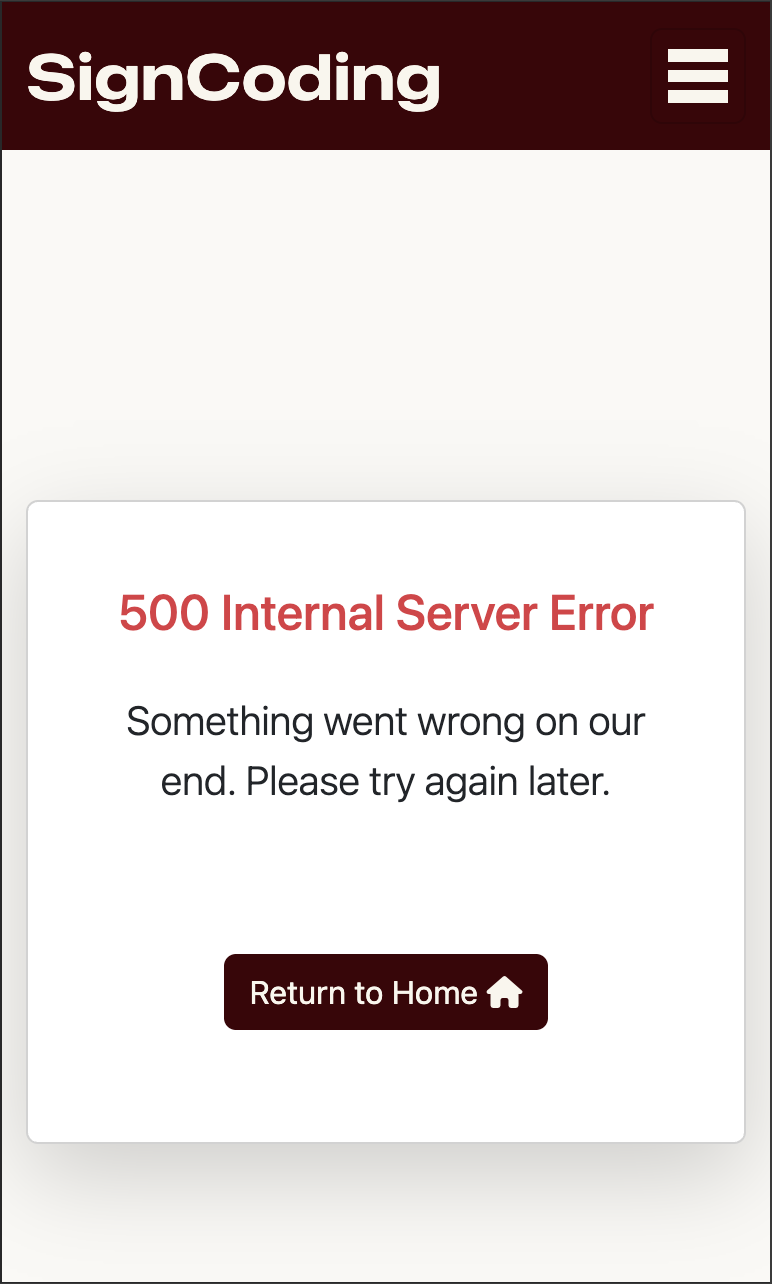 SignCoding
500 Internal Server Error
Something went wrong on our
end. Please try again later.
Return to Home